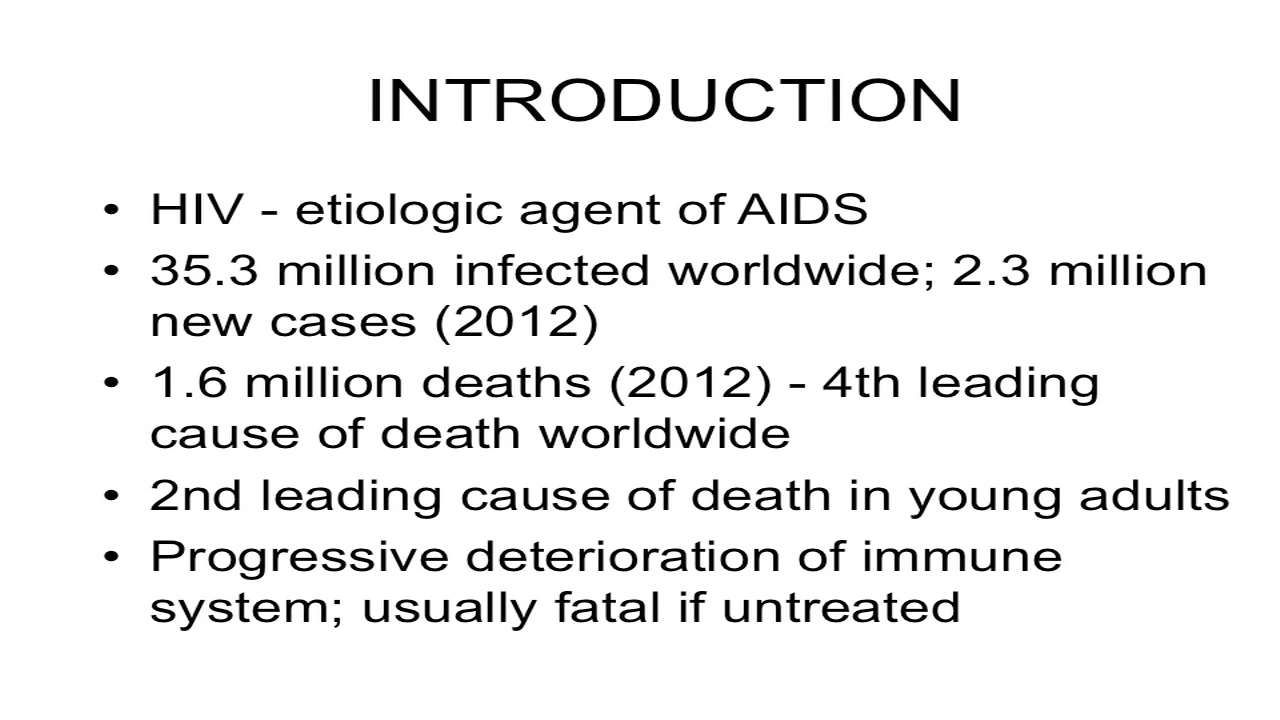 INTRODUCTION
• HIV - etiologic agent of AIDS
• 35.3 million infected worldwide; 2.3 million
new cases (2012)
• 1.6 million deaths (2012) - 4th leading
cause of death worldwide
• 2nd leading cause of death in young adults
• Progressive deterioration of immune
system; usually fatal if untreated